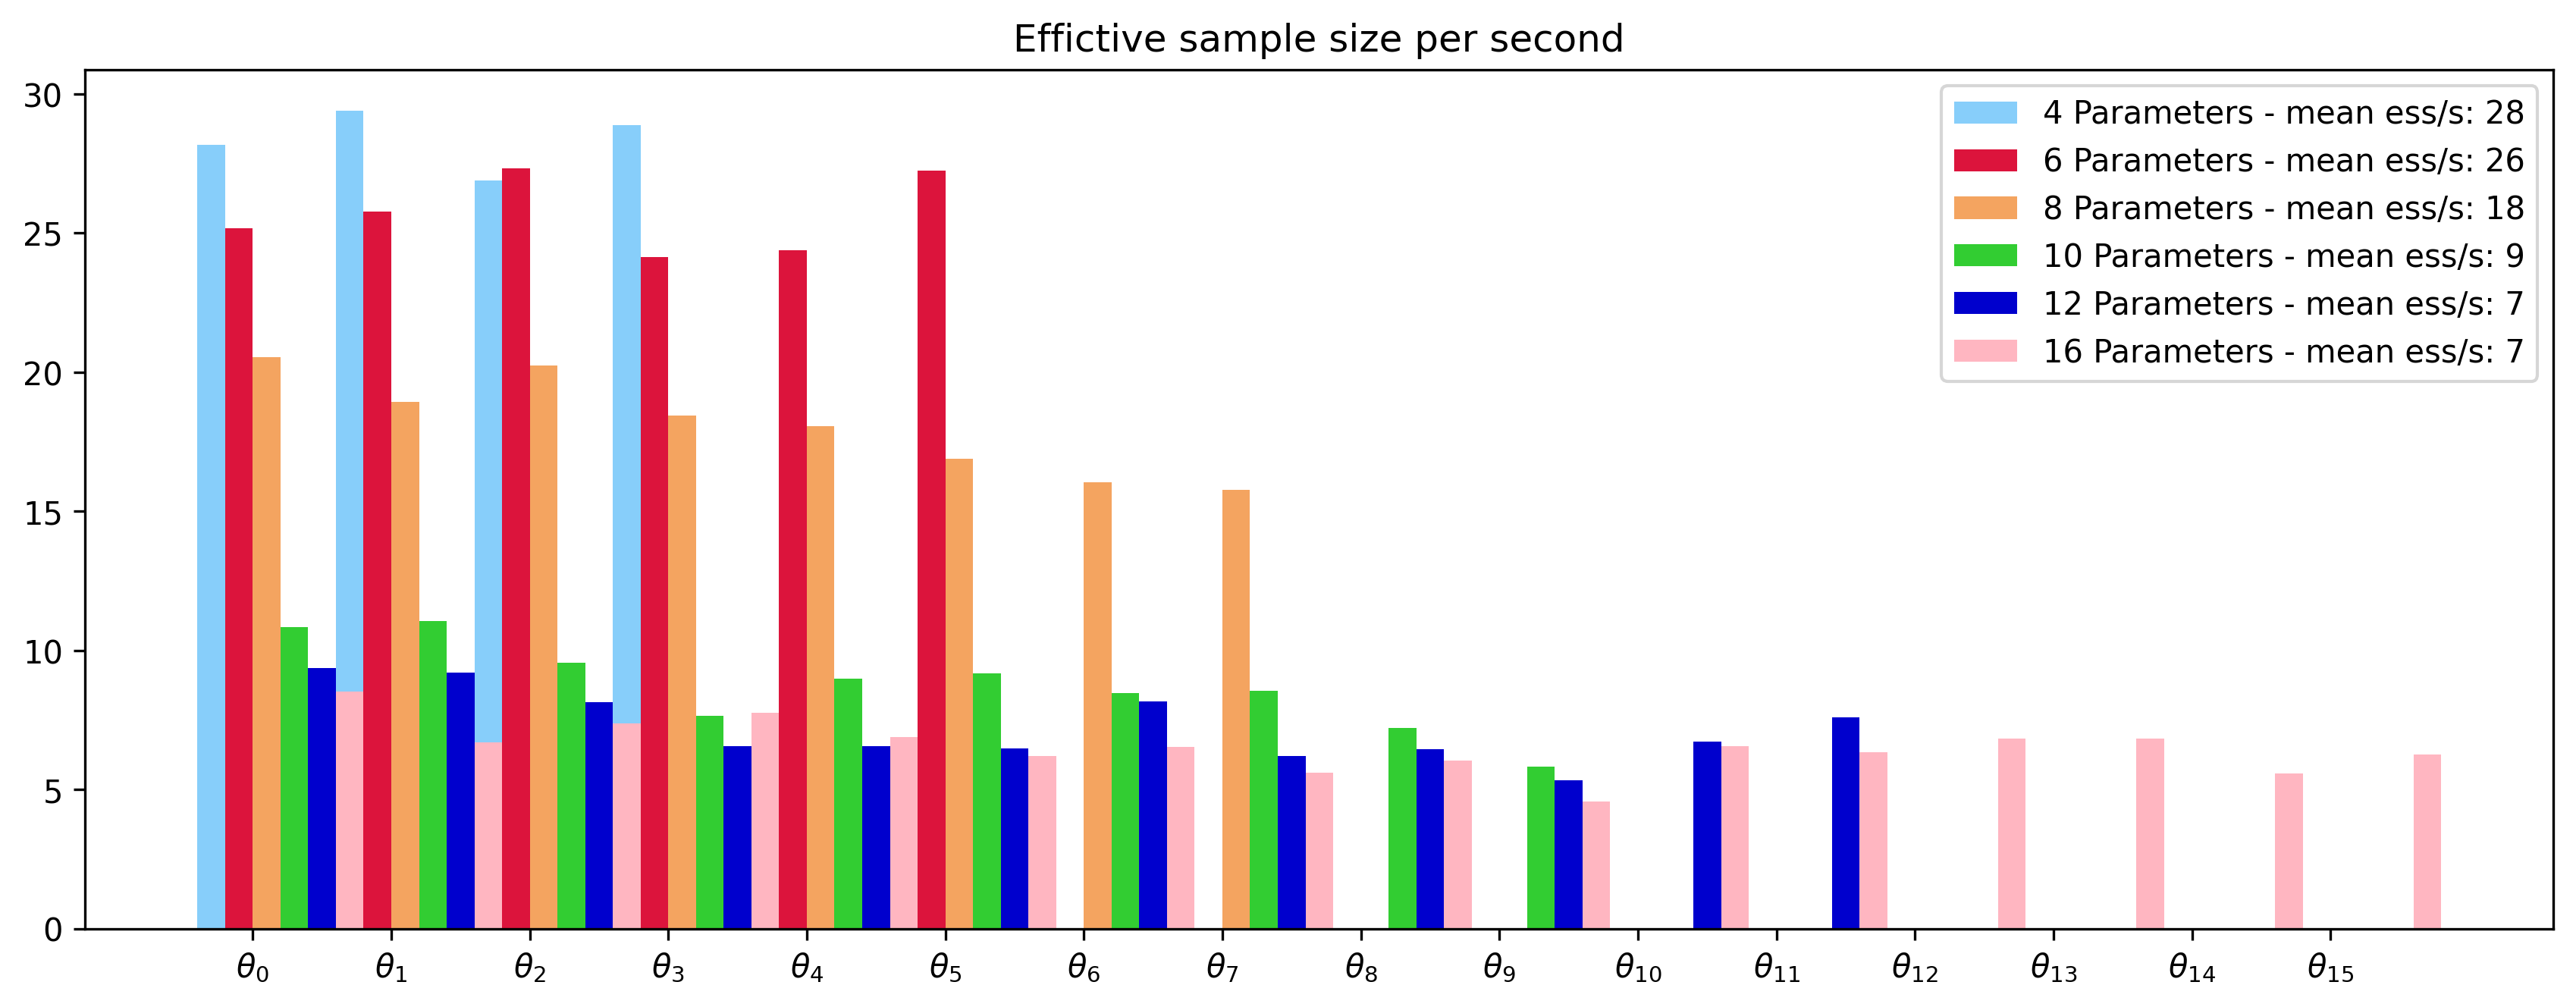 Effictive sample size per second
30
25
20
15
10
5
0
4 Parameters - mean ess/s: 28
6 Parameters - mean ess/s: 26
8 Parameters - mean ess/s: 18
10 Parameters - mean ess/s: 9
12 Parameters - mean ess/s: 7
16 Parameters - mean ess/s: 7
θ₀ θ₁ θ₂ θ₃ θ₄ θ₅ θ₆ θ₇ θ₈ θ₉ θ₁₀ θ₁₁ θ₁₂ θ₁₃ θ₁₄ θ₁₅